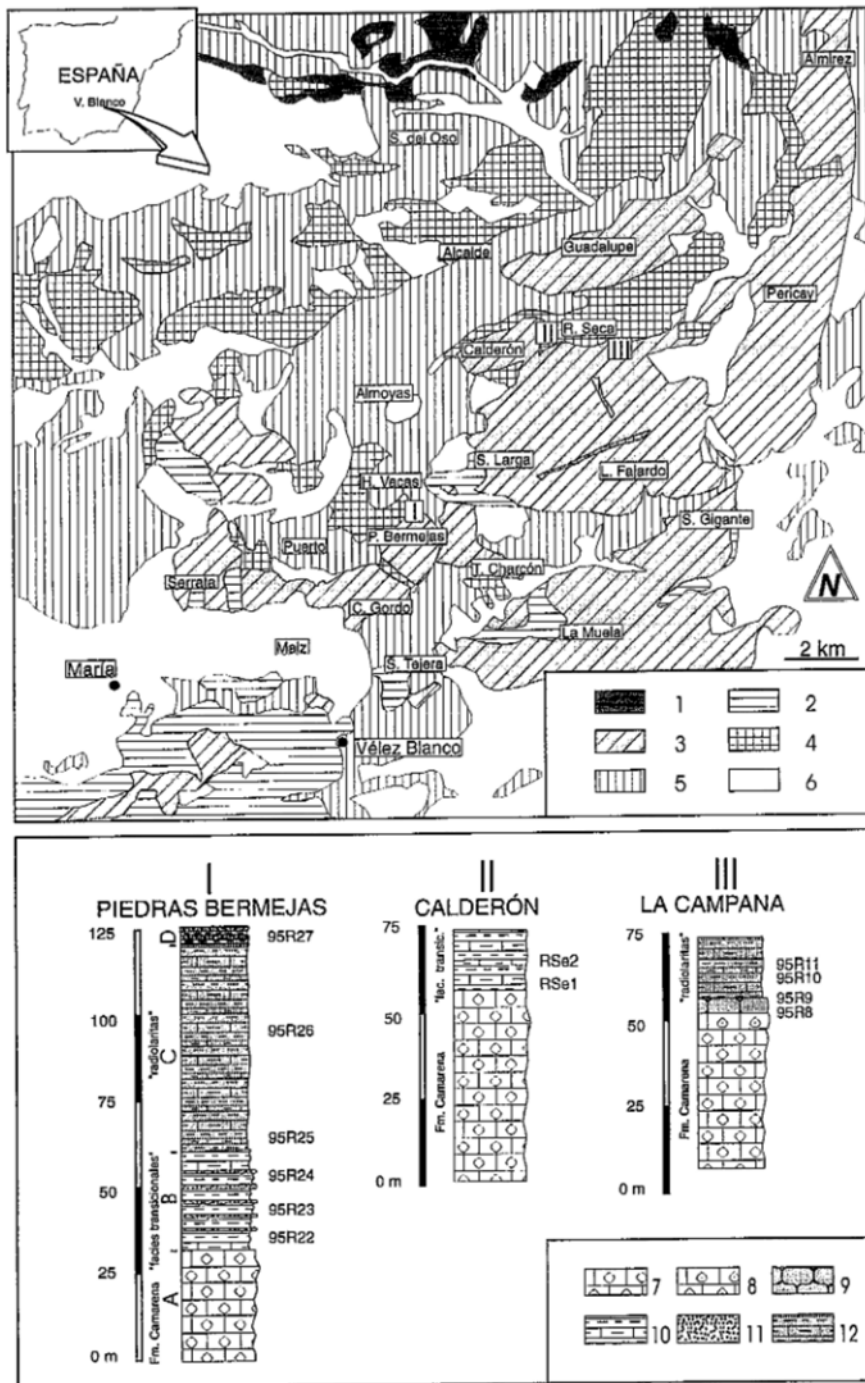 ESPAÑA
V. Blanco
Almirez
S. del Oso
Alcalde
Guadalupe
Pericay
II
R. Seca
Calderón
III
Almoyas
S. Larga
L. Fajardo
H. Vacas
I
S. Gigante
P. Bermejas
Puerto
T. Charcón
Serrata
C. Gordo
N
La Muela
Maiz
S. Tejera
2 km
María
Vélez Blanco
1
2
3
4
5
6
I
II
III
PIEDRAS BERMEJAS
CALDERÓN
LA CAMPANA
125
100
75
50
25
0 m
Fm. Camarena
"facies transicionales"
"radiolaritas"
A
B
C
D
95R27
95R26
95R25
95R24
95R23
95R22
75
50
25
0 m
Fm. Camarena
"fac. transic."
RSe2
RSe1
75
50
25
0 m
Fm. Camarena
"radiolaritas"
95R11
95R10
95R9
95R8
7
8
9
10
11
12